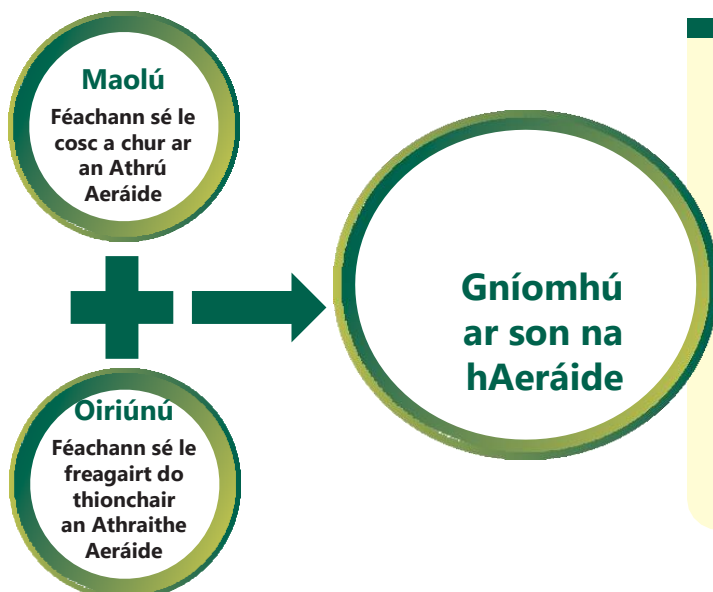 Maolú
Féachann sé le
cosc a chur ar
an Athrú
Aeráide
Oiriúnú
Féachann sé le
freagairt do
thionchair
an Athraithe
Aeráide
Gníomhú
ar son na
hAeráide